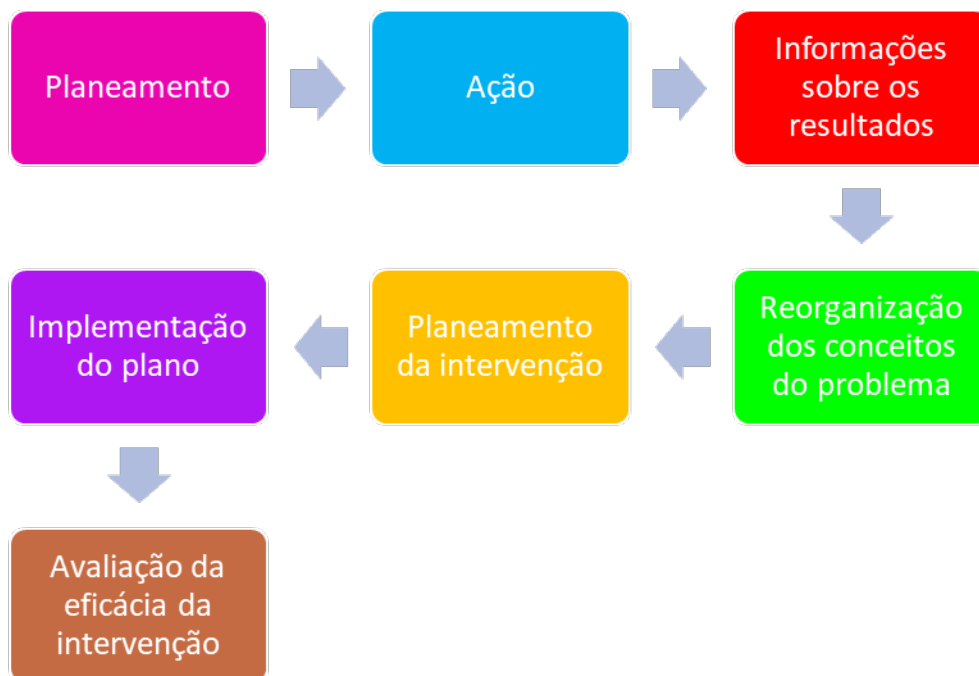 Planeamento
Ação
Informações
sobre os
resultados
Reorganização
dos conceitos
do problema
Planeamento
da intervenção
Implementação
do plano
Avaliação da
eficácia da
intervenção